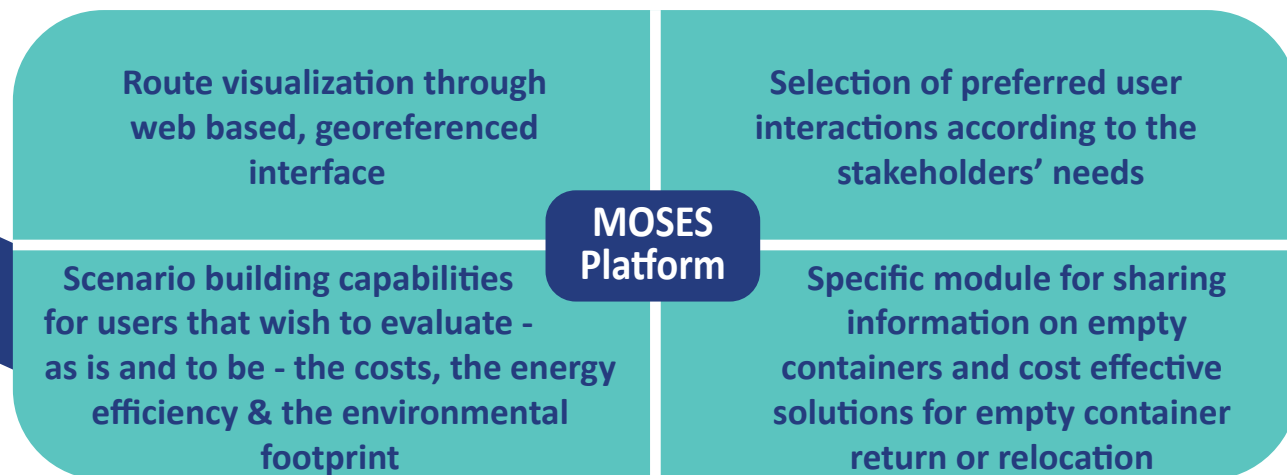 Route visualization through
web based, georeferenced
interface
Selection of preferred user
interactions according to the
stakeholders' needs
MOSES
Platform
Scenario building capabilities
for users that wish to evaluate -
as is and to be - the costs, the energy
efficiency & the environmental
footprint
Specific module for sharing
information on empty
containers and cost effective
solutions for empty container
return or relocation